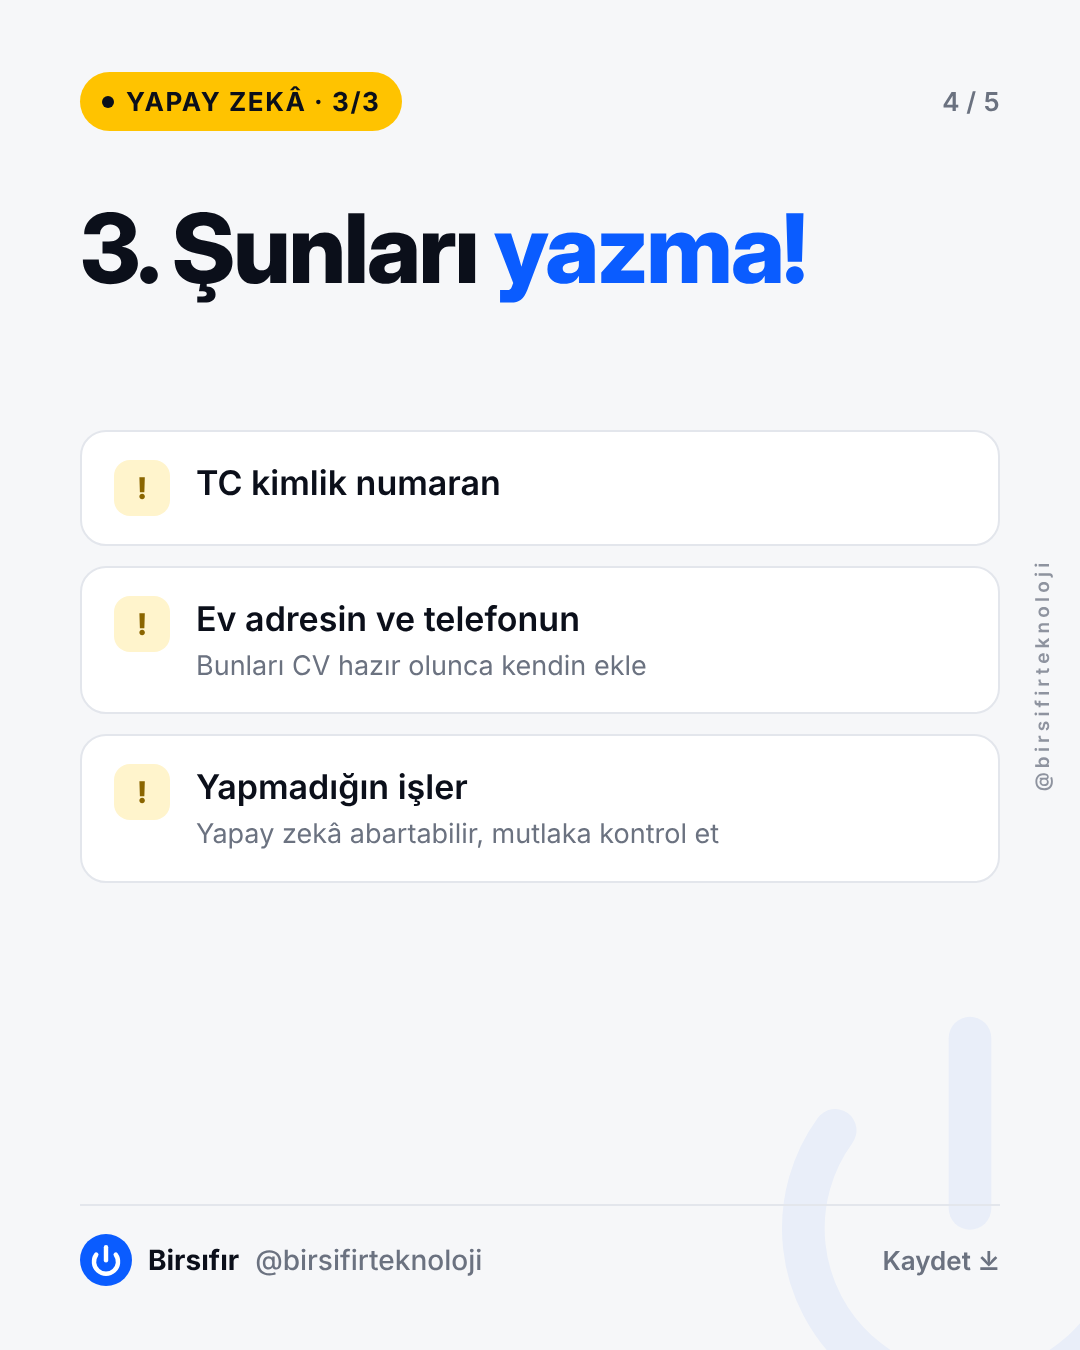 YAPAY ZEKÂ · 3/3
4 / 5
3. Şunları yazma!
! TC kimlik numaran
! Ev adresin ve telefonun
Bunları CV hazır olunca kendin ekle
! Yapmadığın işler
Yapay zekâ abartabilir, mutlaka kontrol et
@birsifirteknoloji
Birsıfır @birsifirteknoloji
Kaydet